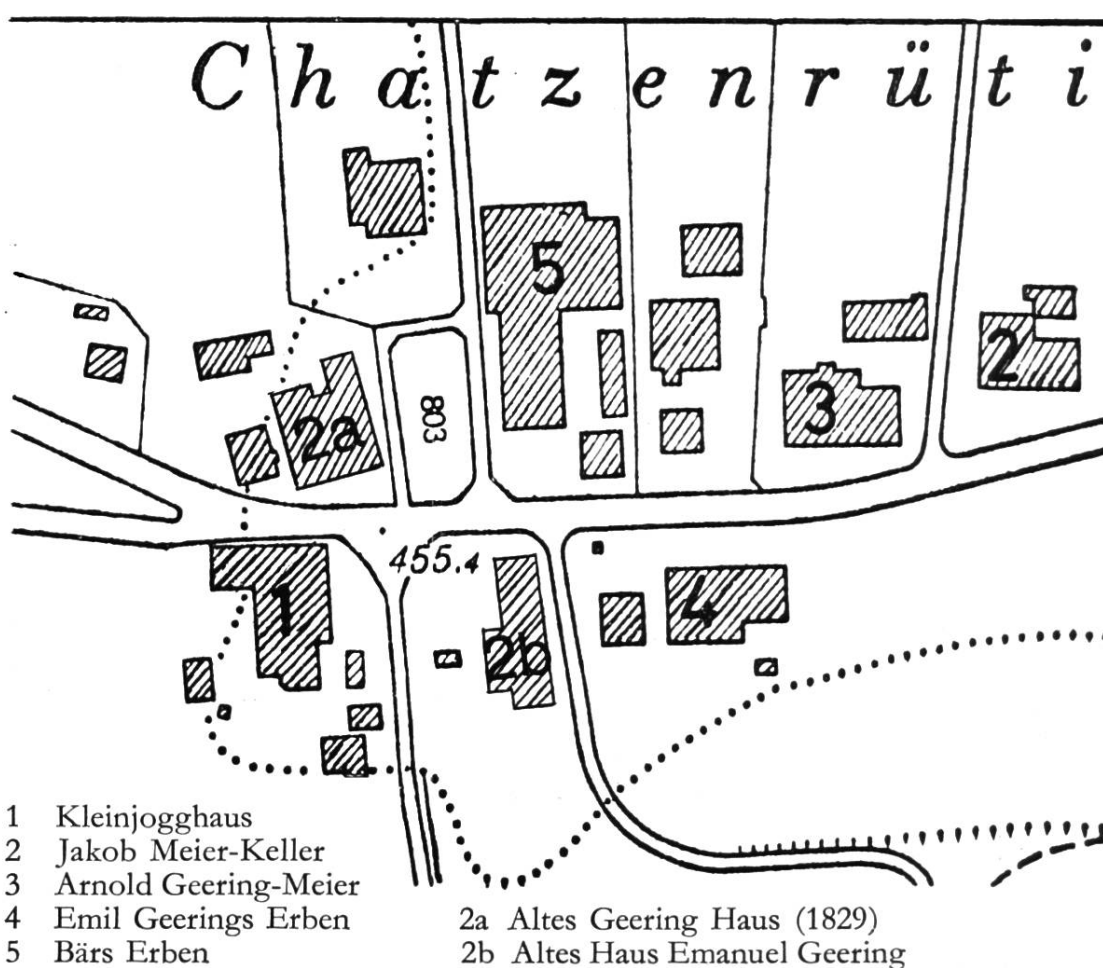 Chatzenrüti
5
2
3
2a
803
455.4
1
4
2b
1 Kleinjogghaus
2 Jakob Meier-Keller
3 Arnold Geering-Meier
4 Emil Geerings Erben
5 Bärs Erben
2a Altes Geering Haus (1829)
2b Altes Haus Emanuel Geering